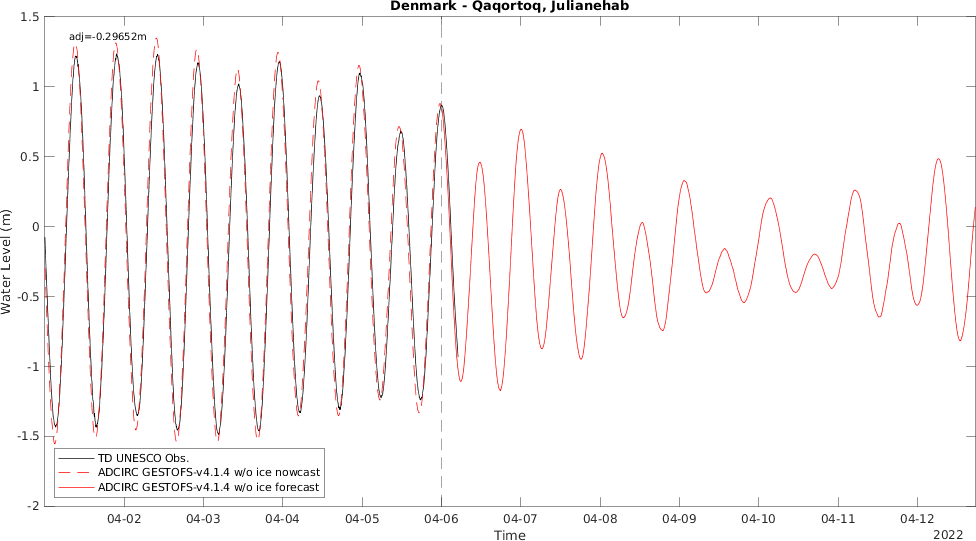 Denmark - Qaqortoq, Julianehab
adj=-0.29652m
1.5
1
0.5
0
-0.5
-1
-1.5
-2
Water Level (m)
TD UNESCO Obs.
ADCIRC GESTOFS-v4.1.4 w/o ice nowcast
ADCIRC GESTOFS-v4.1.4 w/o ice forecast
04-02 04-03 04-04 04-05 04-06 04-07 04-08 04-09 04-10 04-11 04-12
Time
2022